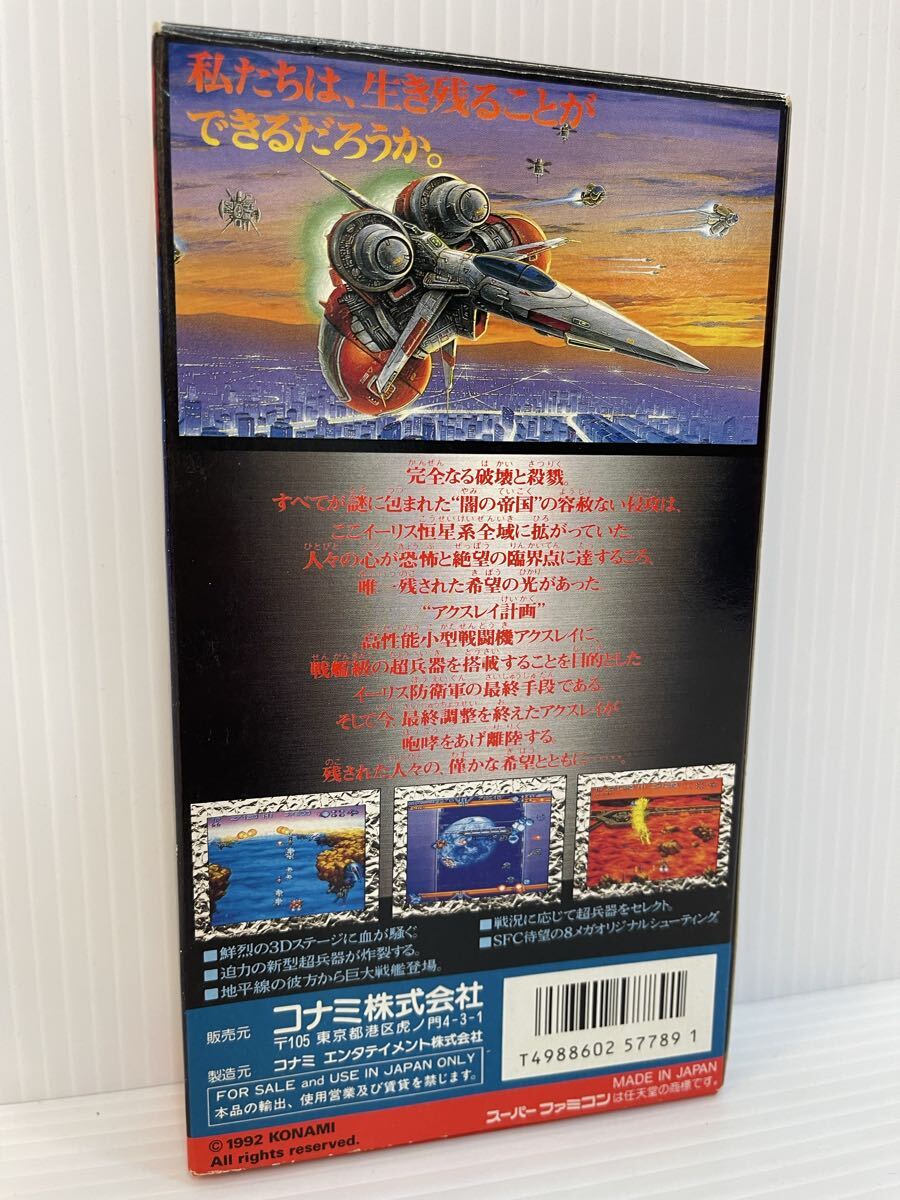 私たちは、生き残ることが
できるだろうか。
完全なる破壊と殺戮。
すべてが謎に包まれた“闇の帝国”の容赦ない侵度は、
ここイーリス恒星系全域に拡がっていた。
人々の心が恐怖と絶望の臨界点に達するころ、
唯一残された希望の光があった。
“アクスレイ計画”
高性能小型戦闘機アクスレイに、
戦艦級の超兵器を搭載することを目的とした
イーリス防衛軍の最終手段である。
そして今、最終調整を終えたアクスレイが
咆哮をあげ離陸する。
残された人々の、僅かな希望とともに……。
■鮮烈の3Dステージに血が騒ぐ。
■迫力の新型超兵器が炸裂する。
■地平線の彼方から巨大戦艦登場。
■戦況に応じて超兵器をセレクト。
■SFC待望の8メガオリジナルシューティング
販売元 コナミ株式会社
〒105 東京都港区虎ノ門4-3-1
製造元 コナミ エンタテイメント株式会社
FOR SALE and USE IN JAPAN ONLY
本品の輸出、使用営業及び賃貸を禁じます。
T4988602 57789 1
MADE IN JAPAN
スーパーファミコンは任天堂の商標です。
©1992 KONAMI
All rights reserved.